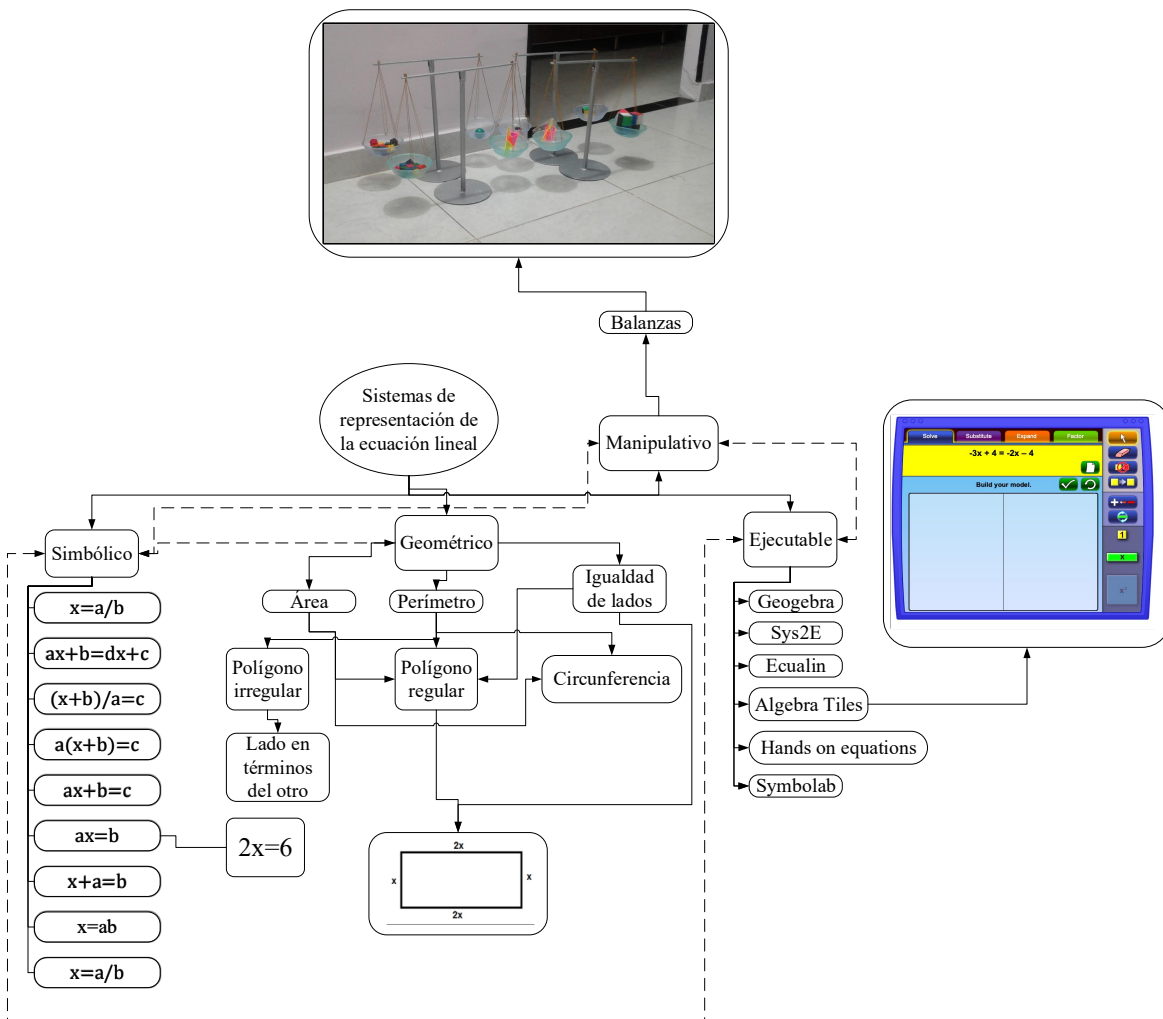 Balanzas
Sistemas de
representación de
la ecuación lineal
Manipulativo
Solve
Substitute
Expand
Factor
-3x + 4 = -2x – 4
Build your model.
1
x
x²
Simbólico
Geométrico
Ejecutable
Área
Perímetro
Igualdad
de lados
Polígono
irregular
Polígono
regular
Circunferencia
Lado en
términos
del otro
x=a/b
ax+b=dx+c
(x+b)/a=c
a(x+b)=c
ax+b=c
ax=b
2x=6
x+a=b
x=ab
x=a/b
2x
x
x
2x
Geogebra
Sys2E
Ecualin
Algebra Tiles
Hands on equations
Symbolab